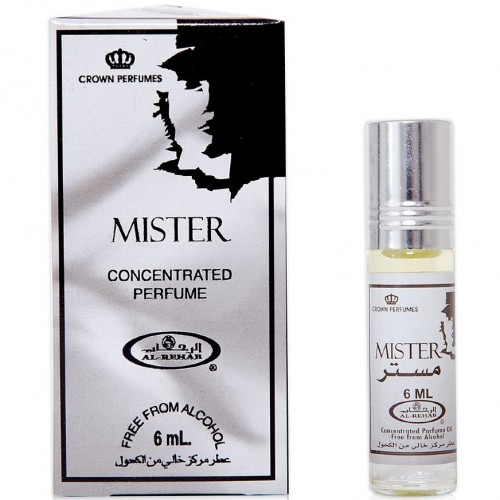 CROWN PERFUMES
MISTER
CONCENTRATED
PERFUME
الرحاب
AL-REHAB
®
FREE FROM ALCOHOL
6 mL.
عطر مركز خالي من الكحول
CROWN PERFUMES
MISTER
مستر
6 ML
AL-REHAB
Concentrated Perfume Oil
Free from Alcohol
عطر مركز خالي من الكحول